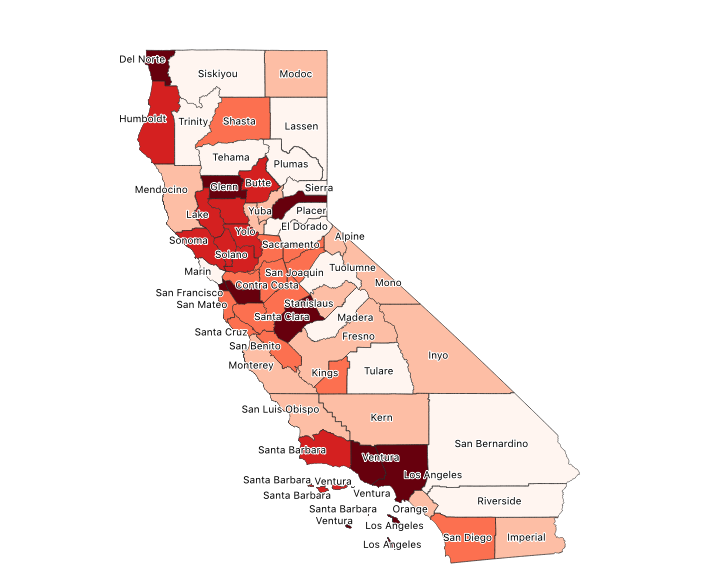 Del Norte
Siskiyou
Modoc
Humboldt
Trinity
Shasta
Lassen
Tehama
Plumas
Glenn
Butte
Mendocino
Sierra
Lake
Yuba
Placer
Yolo
El Dorado
Sonoma
Sacramento
Alpine
Solano
Marin
San Joaquin
Tuolumne
Contra Costa
Mono
San Francisco
San Mateo
Stanislaus
Santa Clara
Madera
Santa Cruz
Fresno
San Benito
Inyo
Monterey
Kings
Tulare
San Luis Obispo
Kern
San Bernardino
Santa Barbara
Ventura
Los Angeles
Santa Barbara
Ventura
Santa Barbara
Ventura
Riverside
Santa Barbara
Orange
Ventura
Los Angeles
San Diego
Imperial
Los Angeles